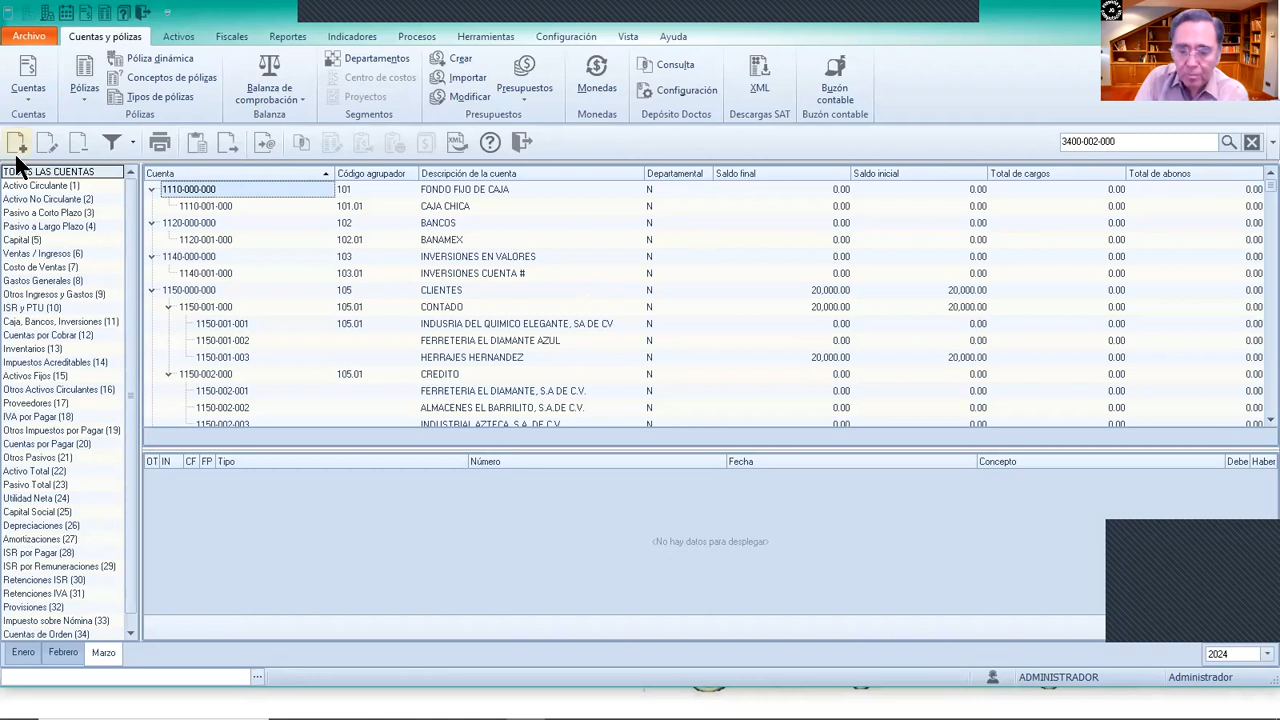 Archivo Cuentas y pólizas Activos Fiscales Reportes Indicadores Procesos Herramientas Configuración Vista Ayuda
Cuentas
Cuentas
Pólizas
Póliza dinámica
Conceptos de pólizas
Tipos de pólizas
Pólizas
Balanza de
comprobación
Balanza
Departamentos
Centro de costos
Proyectos
Segmentos
Crear
Importar
Modificar
Presupuestos
Presupuestos
Monedas
Monedas
Consulta
Configuración
Depósito Doctos
XML
Descargas SAT
Buzón
contable
Buzón contable
3400-002-000
TODAS LAS CUENTAS
Activo Circulante (1)
Activo No Circulante (2)
Pasivo a Corto Plazo (3)
Pasivo a Largo Plazo (4)
Capital (5)
Ventas / Ingresos (6)
Costo de Ventas (7)
Gastos Generales (8)
Otros Ingresos y Gastos (9)
ISR y PTU (10)
Caja, Bancos, Inversiones (11)
Cuentas por Cobrar (12)
Inventarios (13)
Impuestos Acreditables (14)
Activos Fijos (15)
Otros Activos Circulantes (16)
Proveedores (17)
IVA por Pagar (18)
Otros Impuestos por Pagar (19)
Cuentas por Pagar (20)
Otros Pasivos (21)
Activo Total (22)
Pasivo Total (23)
Utilidad Neta (24)
Capital Social (25)
Depreciaciones (26)
Amortizaciones (27)
ISR por Pagar (28)
ISR por Remuneraciones (29)
Retenciones ISR (30)
Retenciones IVA (31)
Provisiones (32)
Impuesto sobre Nómina (33)
Cuentas de Orden (34)
Cuenta Código agrupador Descripción de la cuenta Departamental Saldo final Saldo inicial Total de cargos Total de abonos
1110-000-000 101 FONDO FIJO DE CAJA N 0.00 0.00 0.00 0.00
1110-001-000 101.01 CAJA CHICA N 0.00 0.00 0.00 0.00
1120-000-000 102 BANCOS N 0.00 0.00 0.00 0.00
1120-001-000 102.01 BANAMEX N 0.00 0.00 0.00 0.00
1140-000-000 103 INVERSIONES EN VALORES N 0.00 0.00 0.00 0.00
1140-001-000 103.01 INVERSIONES CUENTA # N 0.00 0.00 0.00 0.00
1150-000-000 105 CLIENTES N 20,000.00 20,000.00 0.00 0.00
1150-001-000 105.01 CONTADO N 20,000.00 20,000.00 0.00 0.00
1150-001-001 105.01 INDUSRIA DEL QUIMICO ELEGANTE, SA DE CV N 0.00 0.00 0.00 0.00
1150-001-002 FERRETERIA EL DIAMANTE AZUL N 0.00 0.00 0.00 0.00
1150-001-003 HERRAJES HERNANDEZ N 20,000.00 20,000.00 0.00 0.00
1150-002-000 105.01 CREDITO N 0.00 0.00 0.00 0.00
1150-002-001 FERRETERIA EL DIAMANTE, S.A DE C.V. N 0.00 0.00 0.00 0.00
1150-002-002 ALMACENES EL BARRILITO, S.A.DE C.V. N 0.00 0.00 0.00 0.00
1150-002-003 INDUSTRIAL AZTECA, S.A. DE C.V. N 0.00 0.00 0.00 0.00
OT IN CF FP Tipo Número Fecha Concepto Debe Haber
<No hay datos para desplegar>
Enero Febrero Marzo
2024
ADMINISTRADOR Administrador